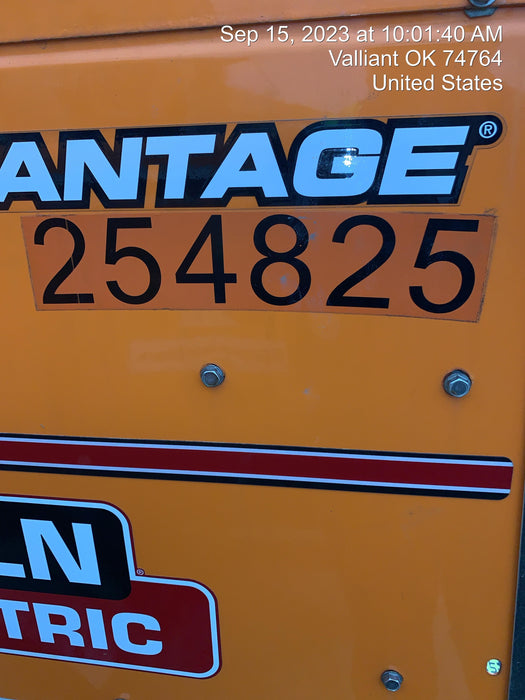 Sep 15, 2023 at 10:01:40 AM
Valliant OK 74764
United States
ANTAGE®
254825
LN
TRIC